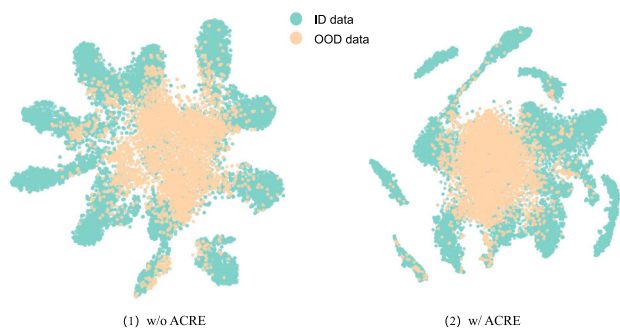 ID data
OOD data
(1) w/o ACRE
(2) w/ ACRE